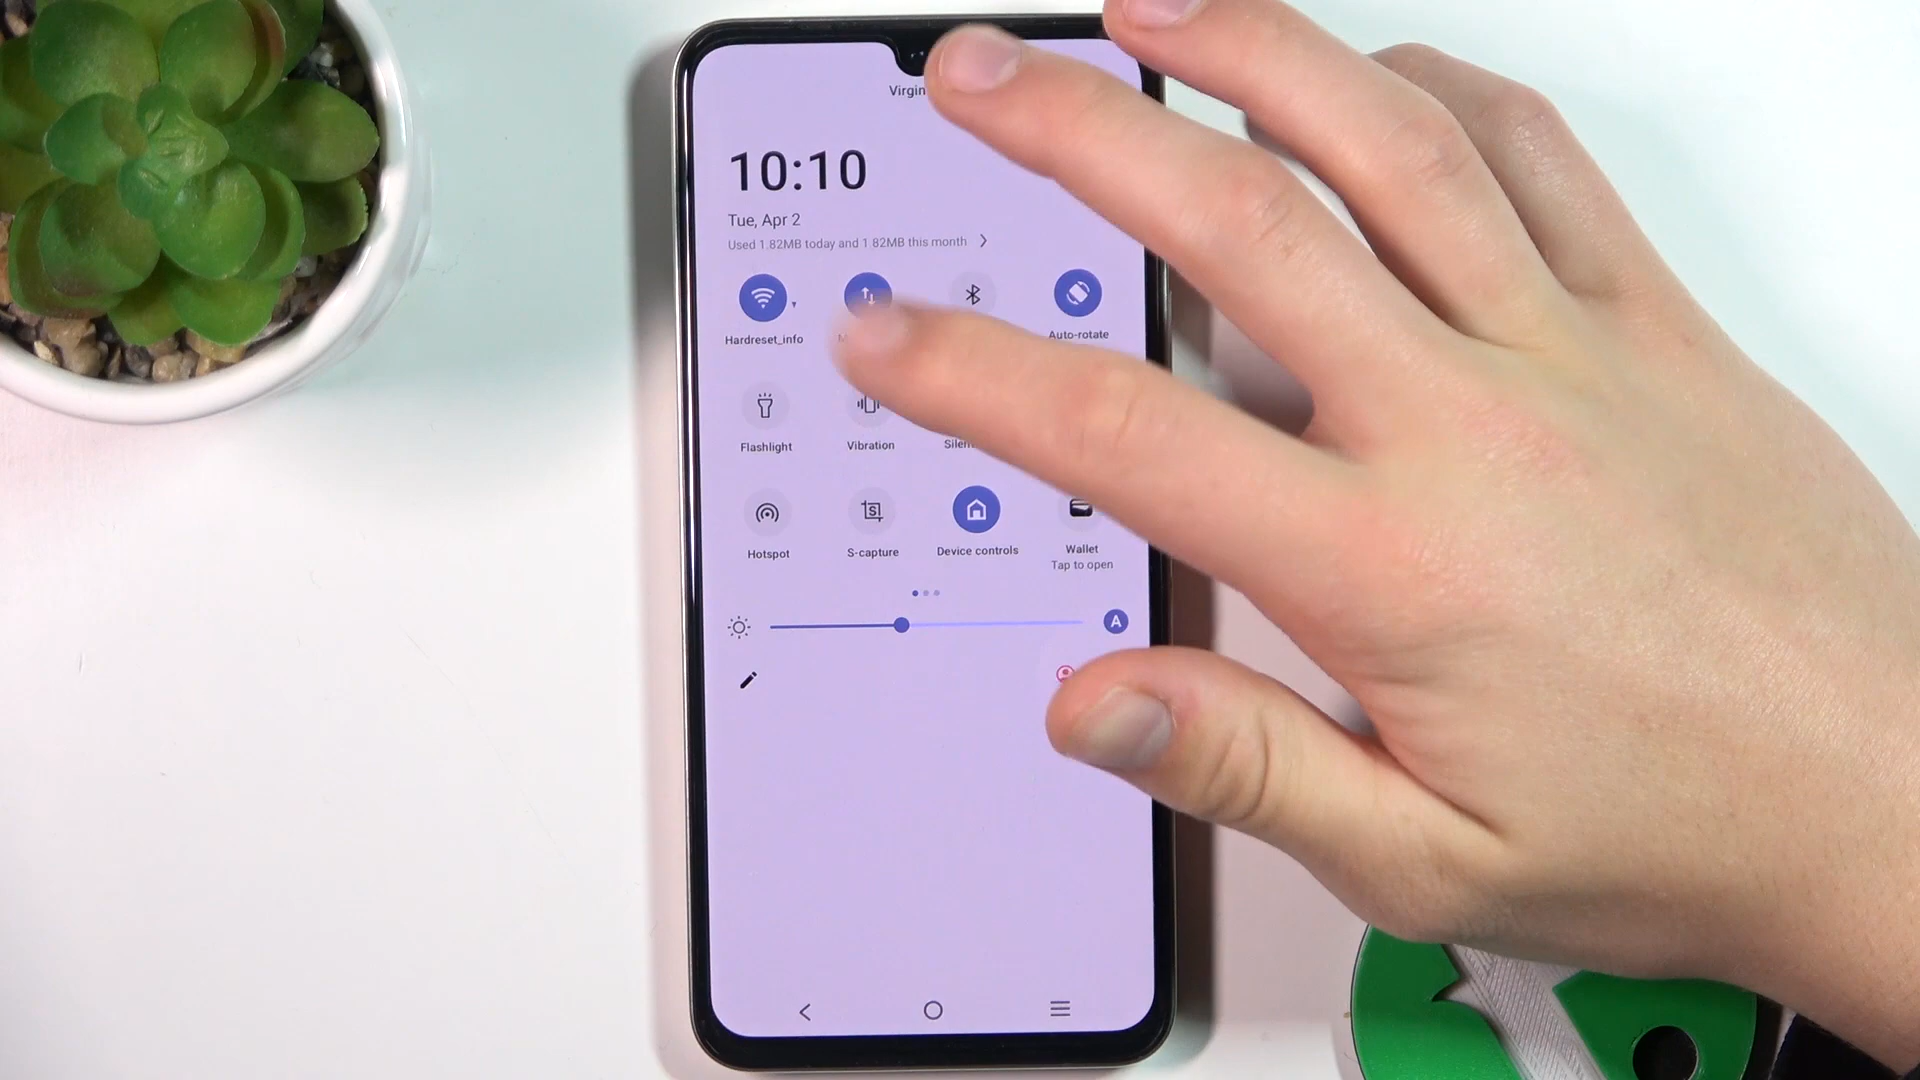 Virgin
10:10
Tue, Apr 2
Used 1.82MB today and 1.82MB this month
Hardreset_info
Auto-rotate
Flashlight
Vibration
Hotspot
S-capture
Device controls
Wallet
Tap to open
A